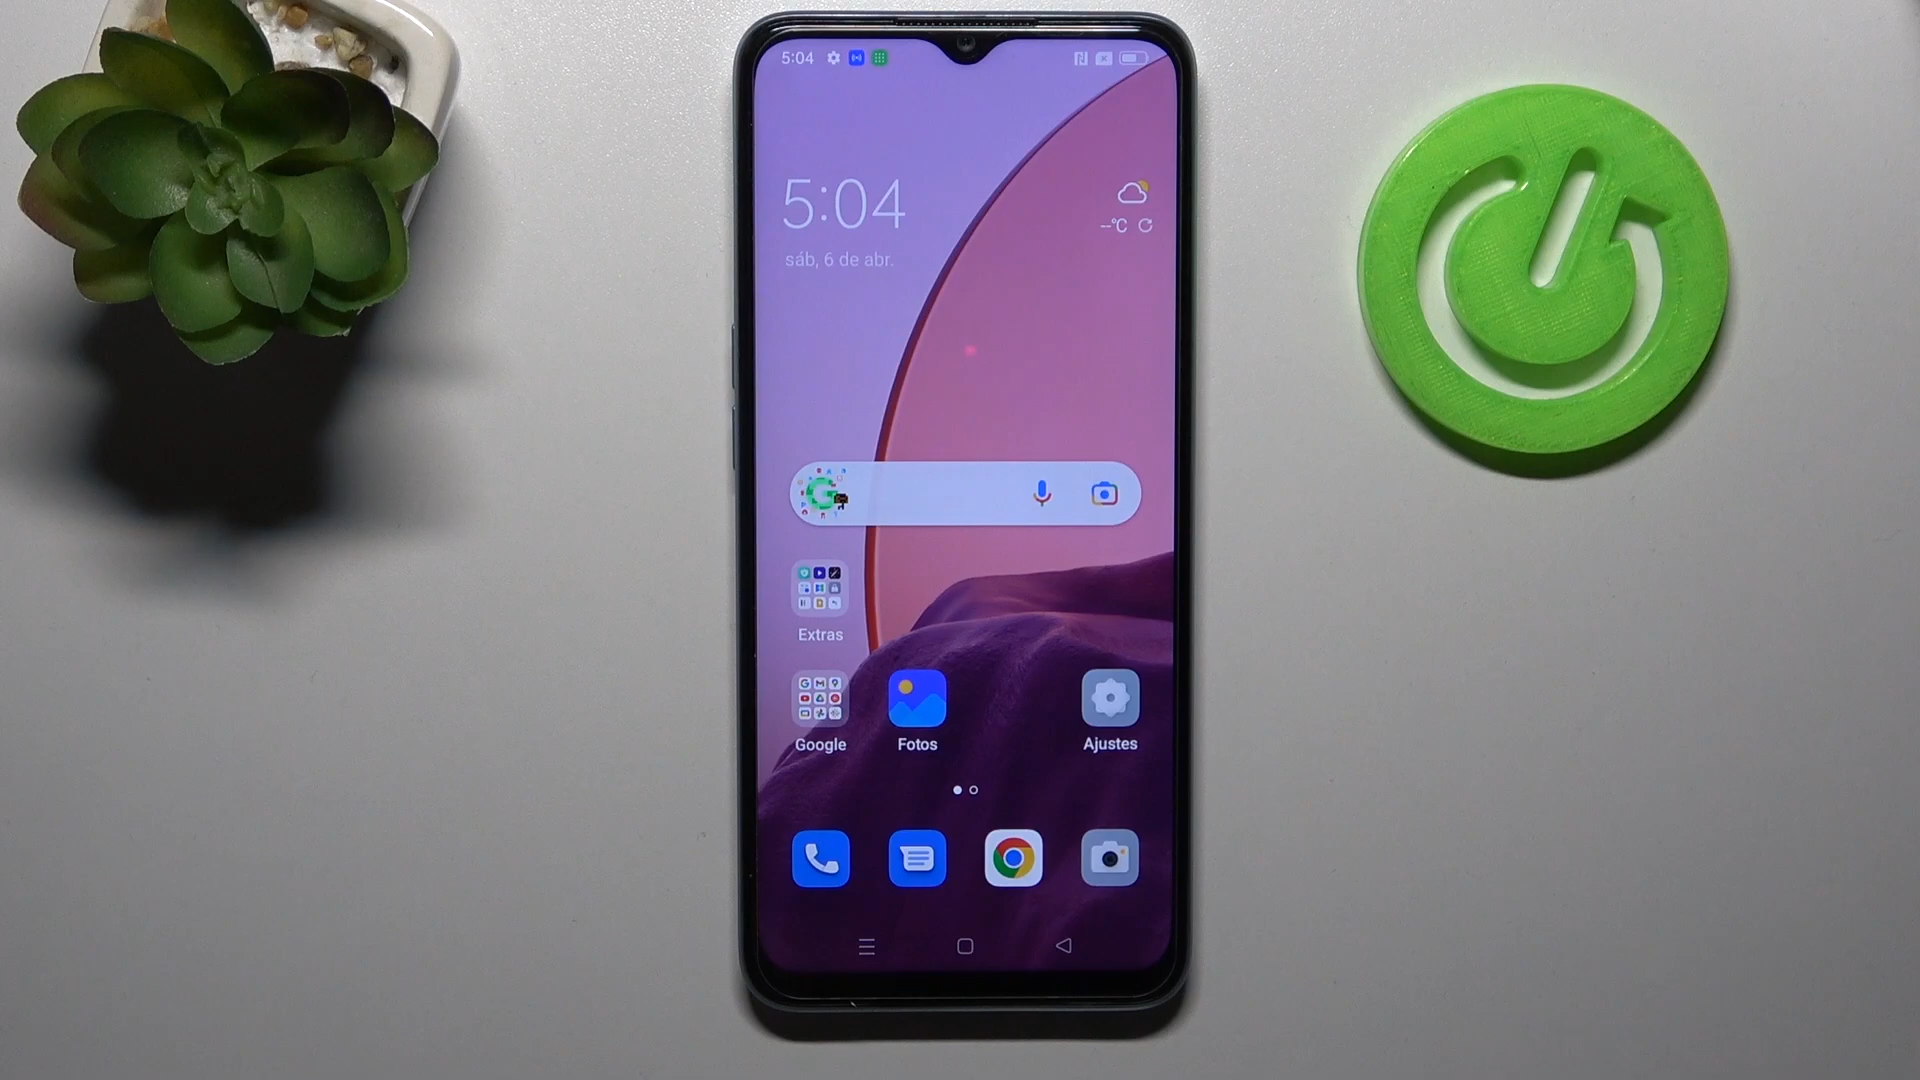 5:04
5:04
--°C
sáb, 6 de abr.
Extras
Google
Fotos
Ajustes